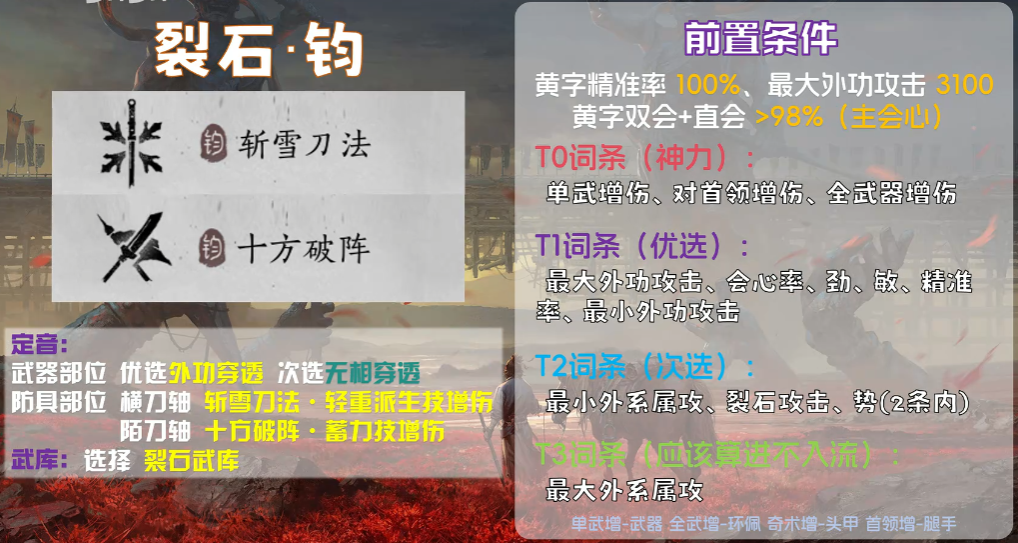 裂石·钧
钧 斩雪刀法
钧 十方破阵
定音:
武器部位 优选外功穿透 次选无相穿透
防具部位 横刀轴 斩雪刀法·轻重派生技增伤
陌刀轴 十方破阵·蓄力技增伤
武库: 选择 裂石武库
前置条件
黄字精准率 100%、最大外功攻击 3100
黄字双会+直会 >98%（主会心）
T0词条（神力）:
单武增伤、对首领增伤、全武器增伤
T1词条（优选）:
最大外功攻击、会心率、劲、敏、精准
率、最小外功攻击
T2词条（次选）:
最小外系属攻、裂石攻击、势(2条内)
T3词条（应该算进不入流）:
最大外系属攻
单武增-武器 全武增-环佩 奇术增-头甲 首领增-腿手